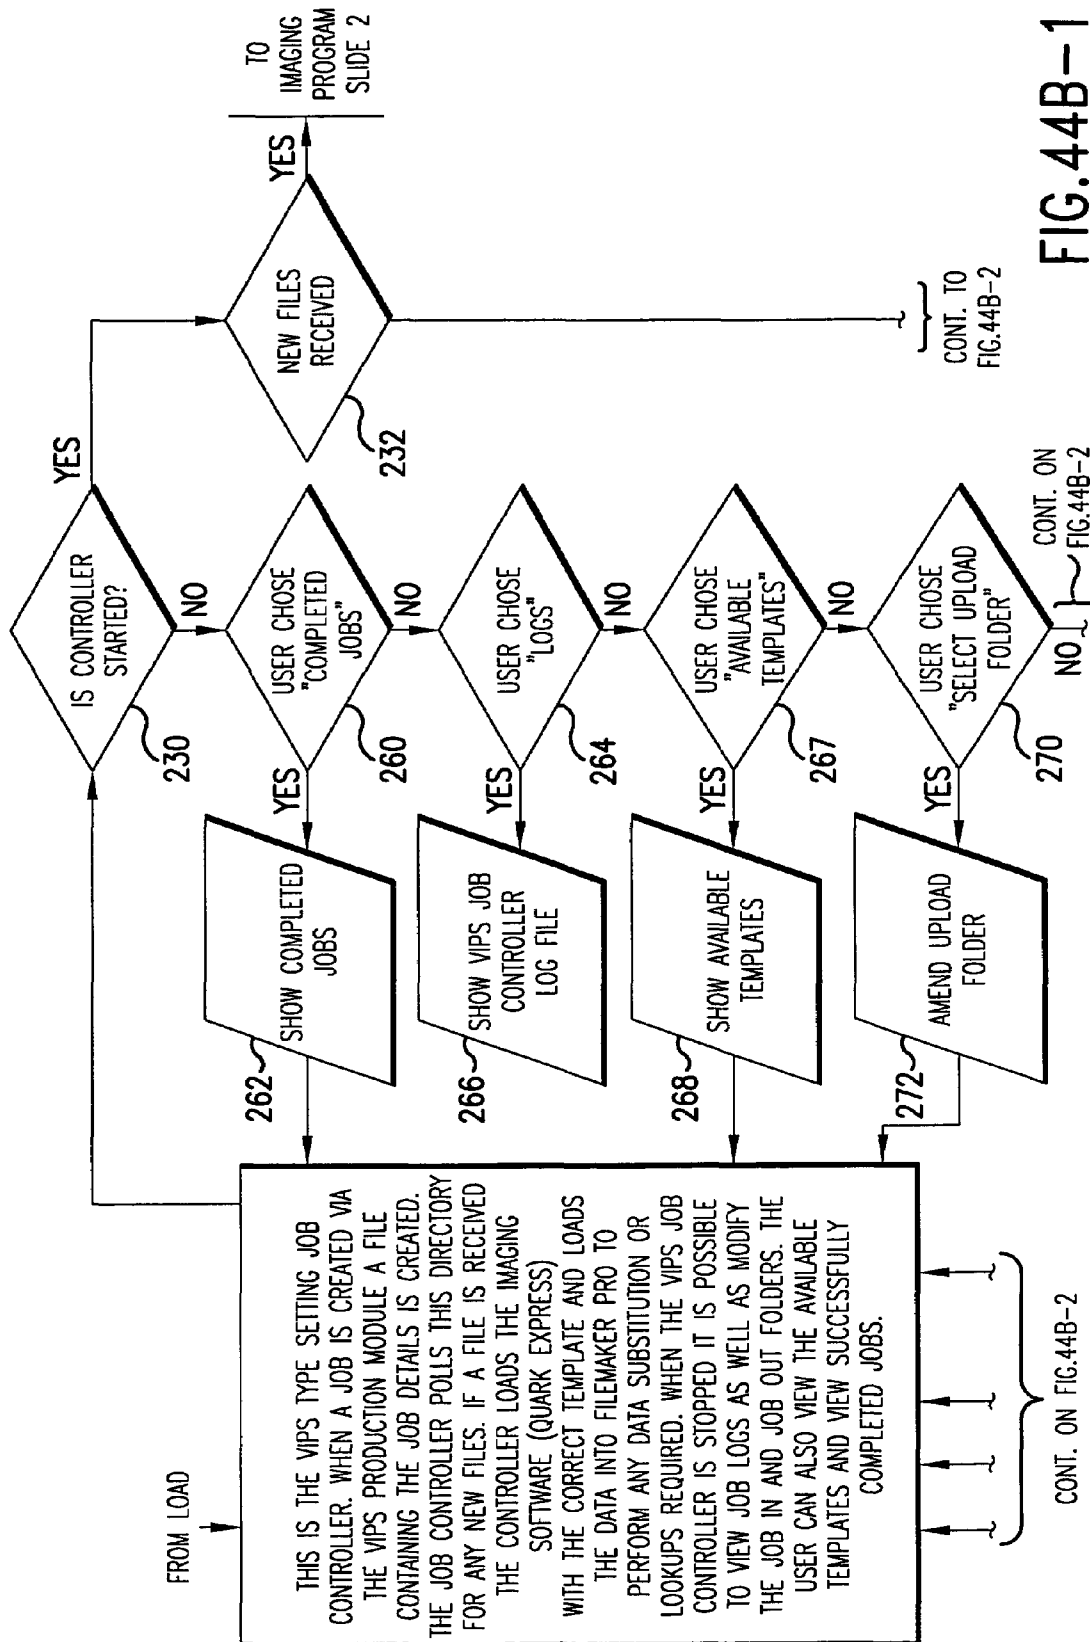 FROM LOAD
THIS IS THE VIPS TYPE SETTING JOB
CONTROLLER. WHEN A JOB IS CREATED VIA
THE VIPS PRODUCTION MODULE A FILE
CONTAINING THE JOB DETAILS IS CREATED.
THE JOB CONTROLLER POLLS THIS DIRECTORY
FOR ANY NEW FILES. IF A FILE IS RECEIVED
THE CONTROLLER LOADS THE IMAGING
SOFTWARE (QUARK EXPRESS)
WITH THE CORRECT TEMPLATE AND LOADS
THE DATA INTO FILEMAKER PRO TO
PERFORM ANY DATA SUBSTITUTION OR
LOOKUPS REQUIRED. WHEN THE VIPS JOB
CONTROLLER IS STOPPED IT IS POSSIBLE
TO VIEW JOB LOGS AS WELL AS MODIFY
THE JOB IN AND JOB OUT FOLDERS. THE
USER CAN ALSO VIEW THE AVAILABLE
TEMPLATES AND VIEW SUCCESSFULLY
COMPLETED JOBS.
CONT. ON FIG.44B-2
262
SHOW COMPLETED
JOBS
266
SHOW VIPS JOB
CONTROLLER
LOG FILE
268
SHOW AVAILABLE
TEMPLATES
272
AMEND UPLOAD
FOLDER
IS CONTROLLER
STARTED?
230
YES
NO
USER CHOSE
"COMPLETED
JOBS"
260
YES
NO
USER CHOSE
"LOGS"
264
YES
NO
USER CHOSE
"AVAILABLE
TEMPLATES"
267
YES
NO
USER CHOSE
"SELECT UPLOAD
FOLDER"
270
YES
NO
CONT. ON
FIG.44B-2
NEW FILES
RECEIVED
232
YES
TO
IMAGING
PROGRAM
SLIDE 2
CONT. TO
FIG.44B-2
FIG.44B-1